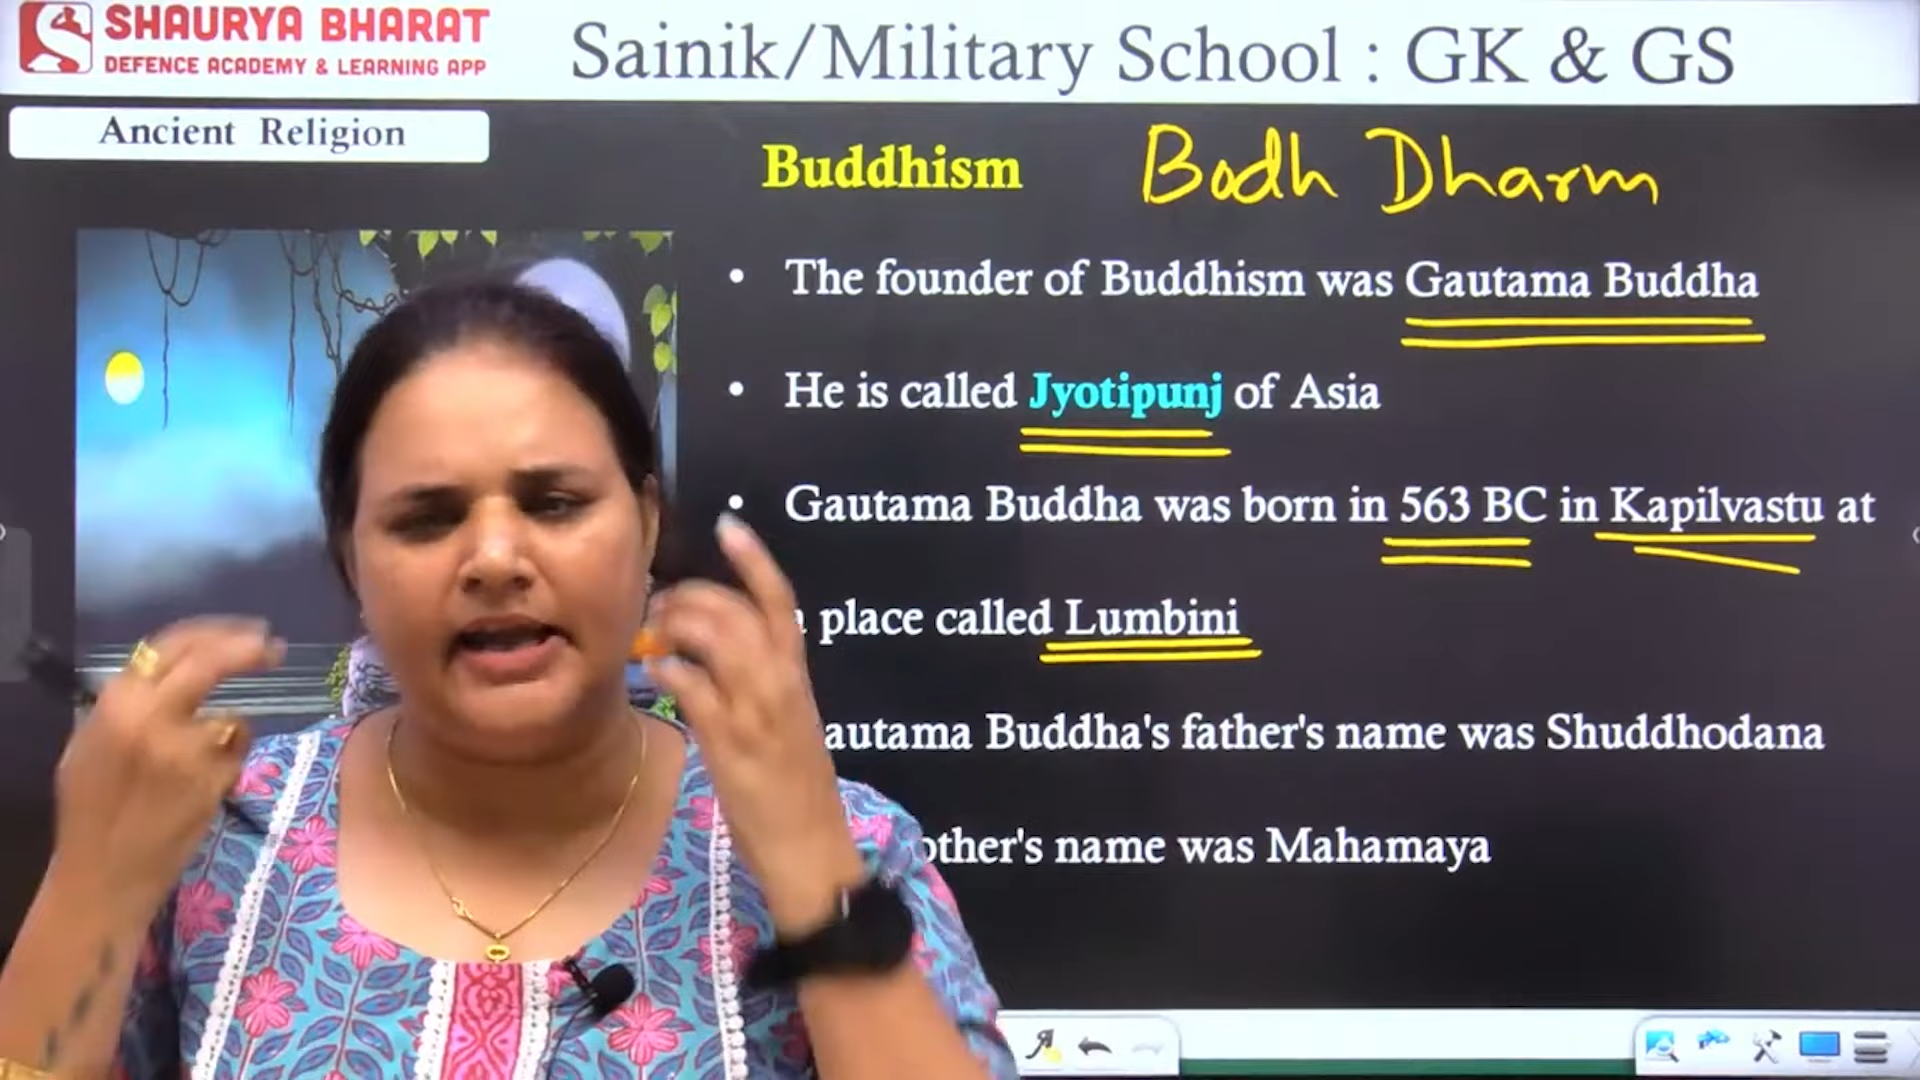 SHAURYA BHARAT
DEFENCE ACADEMY & LEARNING APP
Sainik/Military School : GK & GS
Ancient Religion
Buddhism
Bodh Dharm
• The founder of Buddhism was Gautama Buddha
• He is called Jyotipunj of Asia
• Gautama Buddha was born in 563 BC in Kapilvastu at
place called Lumbini
autama Buddha's father's name was Shuddhodana
other's name was Mahamaya